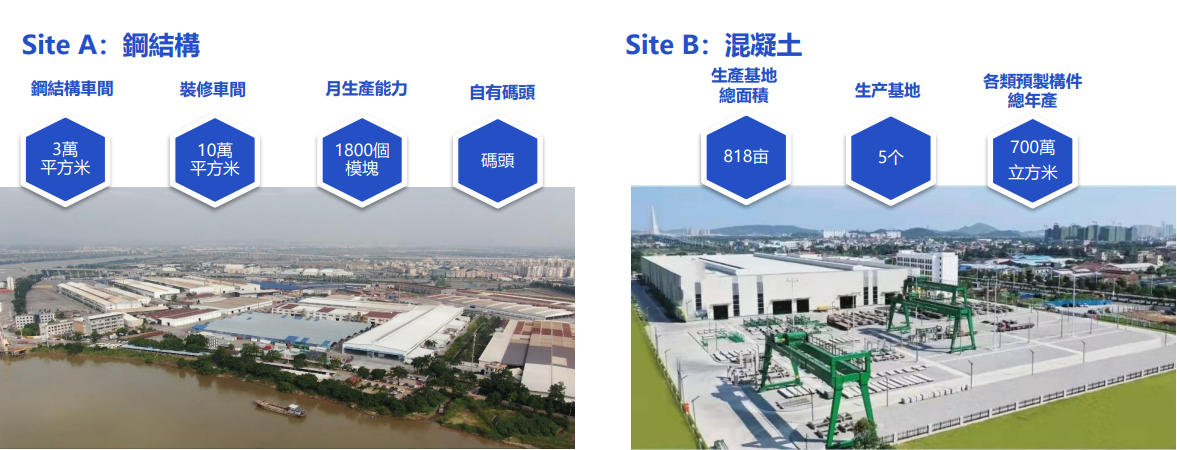 Site A：鋼結構
鋼結構車間
裝修車間
月生產能力
自有碼頭
3萬
平方米
10萬
平方米
1800個
模塊
碼頭
Site B：混凝土
生產基地
總面積
生产基地
各類預製構件
總年產
818亩
5个
700萬
立方米